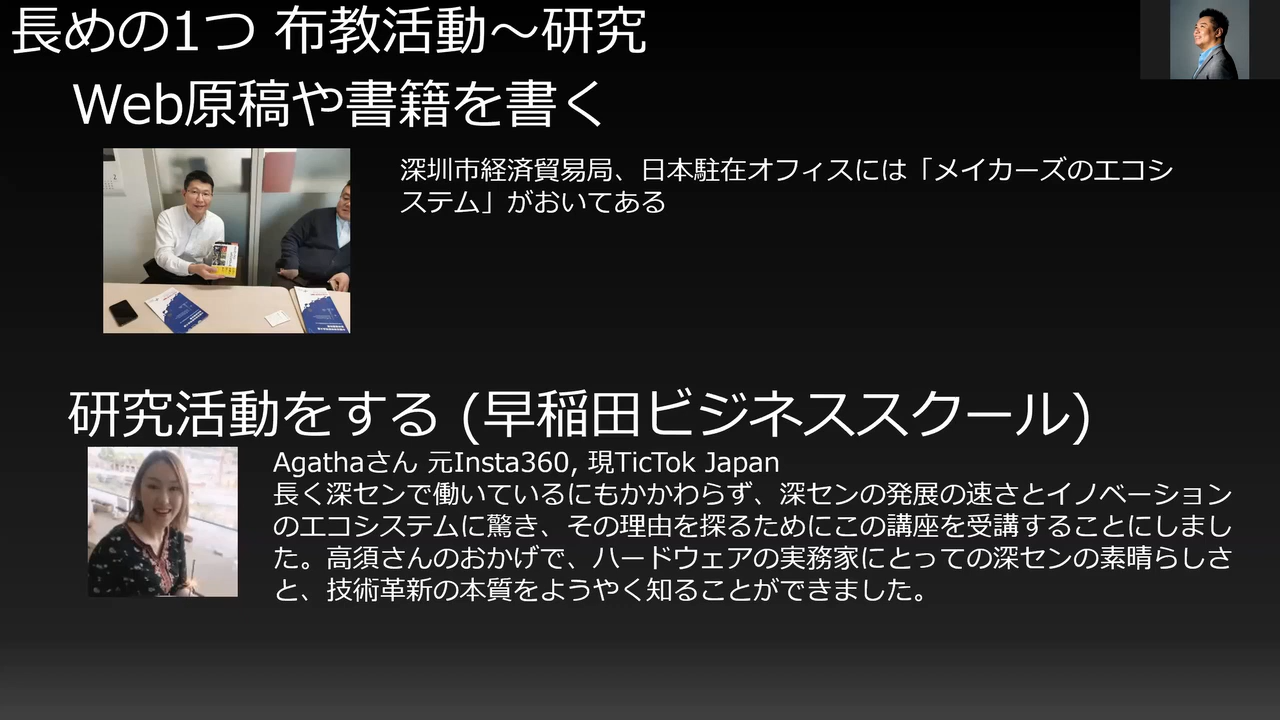 長めの1つ 布教活動～研究
Web原稿や書籍を書く
深圳市経済貿易局、日本駐在オフィスには「メイカーズのエコシ
ステム」がおいてある
研究活動をする (早稲田ビジネススクール)
Agathaさん 元Insta360, 現TicTok Japan
長く深センで働いているにもかかわらず、深センの発展の速さとイノベーション
のエコシステムに驚き、その理由を探るためにこの講座を受講することにしまし
た。高須さんのおかげで、ハードウェアの実務家にとっての深センの素晴らしさ
と、技術革新の本質をようやく知ることができました。